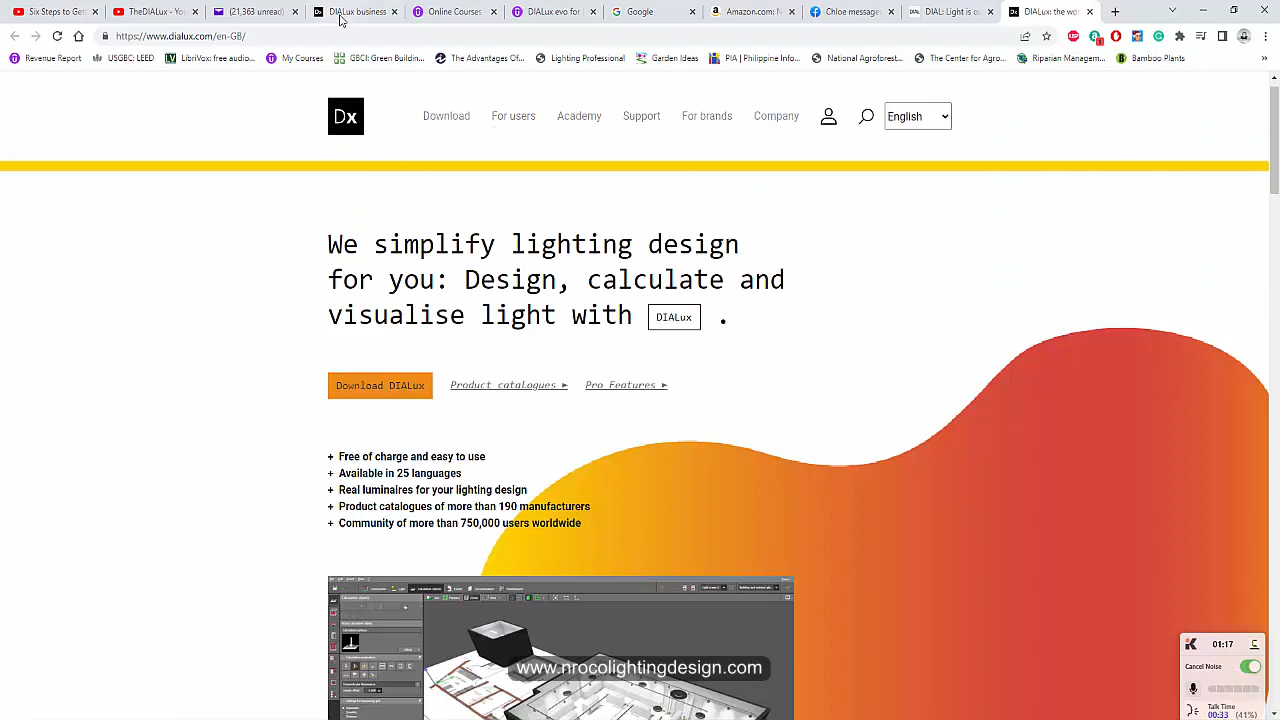 Six Steps to Get
TheDIALux - Yo
(21,363 unread)
DIALux business
Online Courses
DIALux evo for
Google
Amazon.com: N
Chloe message
DIAL: Light is o
DIALux: the wo
https://www.dialux.com/en-GB/
Revenue Report
USGBC: LEED
LibriVox: free audio...
My Courses
GBCI: Green Buildin...
The Advantages Of...
Lighting Professional
Garden Ideas
PIA | Philippine Info...
National Agroforest...
The Center for Agro...
Riparian Managem...
Bamboo Plants
»
Dx
Download
For users
Academy
Support
For brands
Company
English
We simplify lighting design
for you: Design, calculate and
visualise light with DIALux .
Download DIALux
Product catalogues ►
Pro Features ►
+ Free of charge and easy to use
+ Available in 25 languages
+ Real luminaires for your lighting design
+ Product catalogues of more than 190 manufacturers
+ Community of more than 750,000 users worldwide
www.nrocolightingdesign.com
01:17
Cancel Noise
Talk Time
00:33